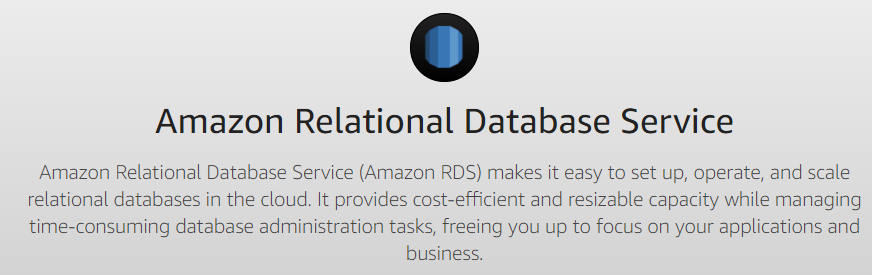 Amazon Relational Database Service
Amazon Relational Database Service (Amazon RDS) makes it easy to set up, operate, and scale
relational databases in the cloud. It provides cost-efficient and resizable capacity while managing
time-consuming database administration tasks, freeing you up to focus on your applications and
business.